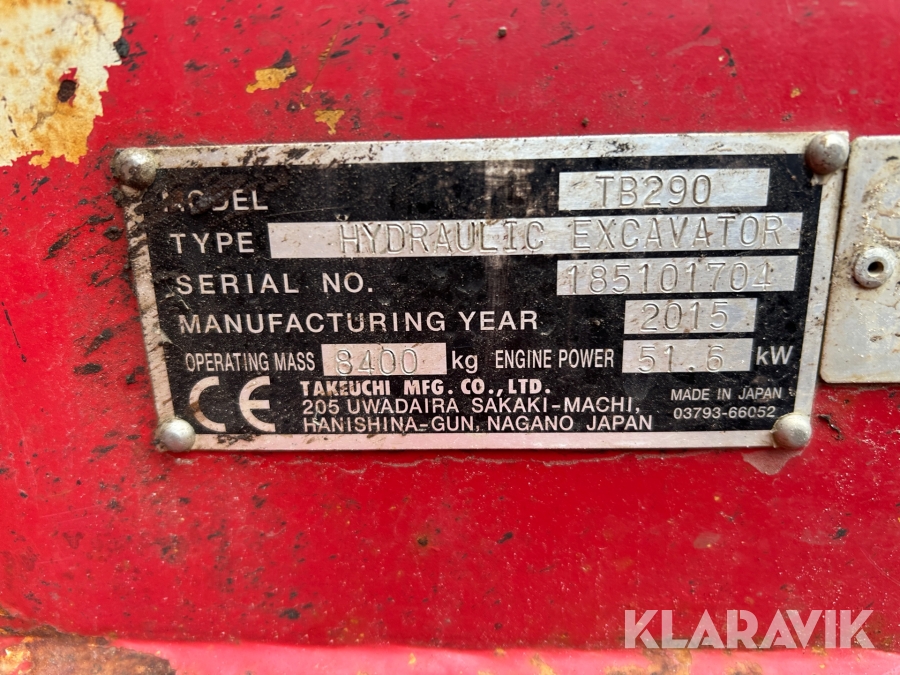 MODEL TB290
TYPE HYDRAULIC EXCAVATOR
SERIAL NO. 185101704
MANUFACTURING YEAR 2015
OPERATING MASS 8400 kg ENGINE POWER 51.6 kW
CE TAKEUCHI MFG. CO., LTD.
205 UWADAIRA SAKAKI-MACHI,
HANISHINA-GUN, NAGANO JAPAN
MADE IN JAPAN
03793-66052
KLARAVIK